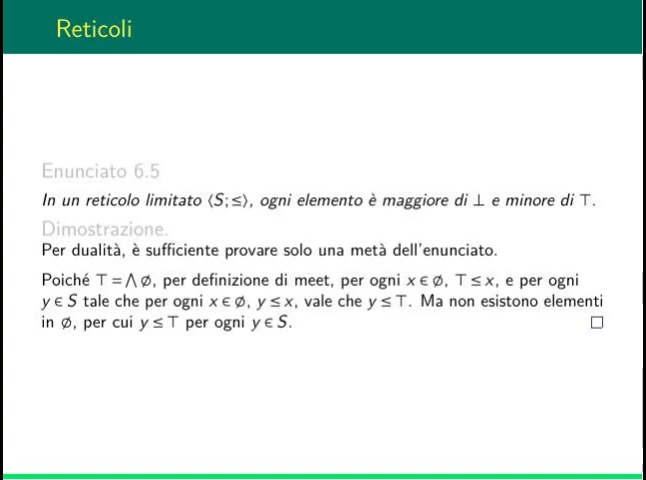 Reticoli
Enunciato 6.5
In un reticolo limitato ⟨S;≤⟩, ogni elemento è maggiore di ⊥ e minore di ⊤.
Dimostrazione.
Per dualità, è sufficiente provare solo una metà dell'enunciato.
Poiché ⊤ = ⋀ ∅, per definizione di meet, per ogni x ∈ ∅, ⊤ ≤ x, e per ogni
y ∈ S tale che per ogni x ∈ ∅, y ≤ x, vale che y ≤ ⊤. Ma non esistono elementi
in ∅, per cui y ≤ ⊤ per ogni y ∈ S. □